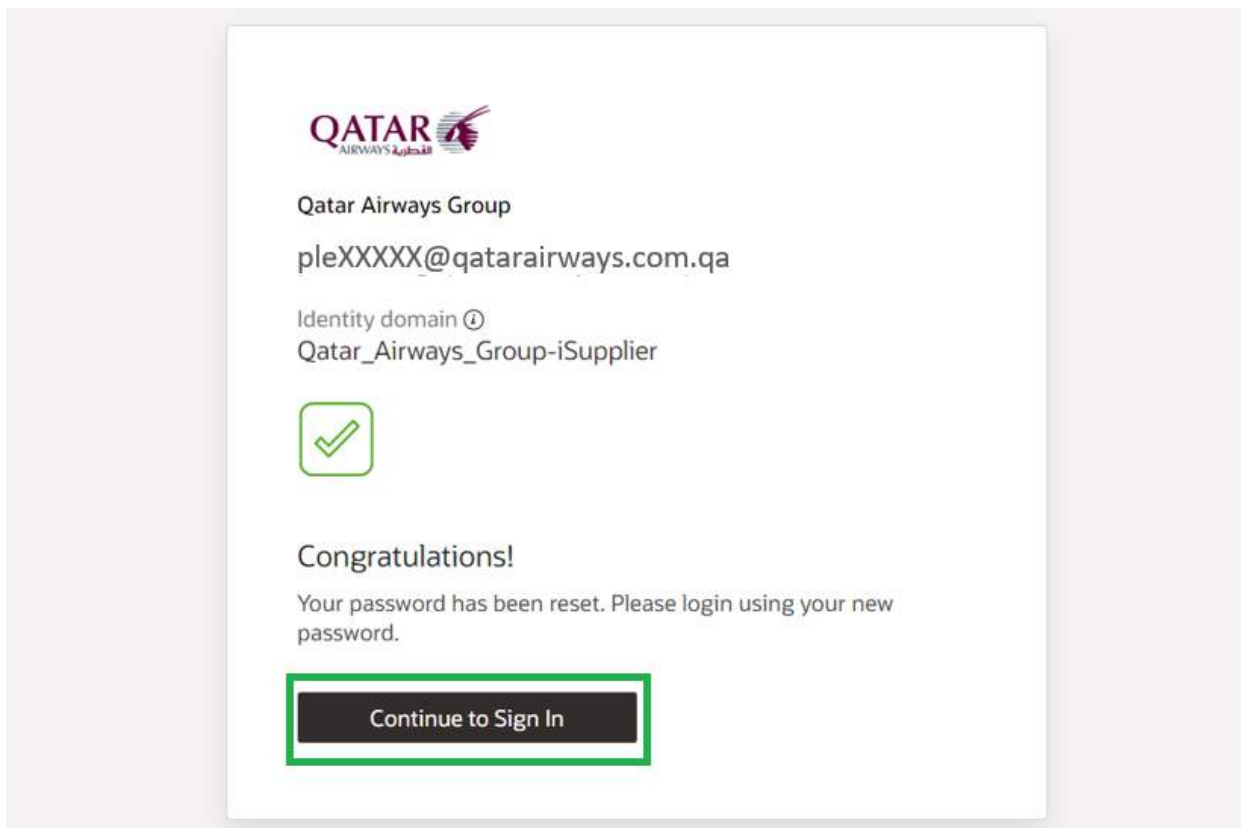 QATAR
AIRWAYS القطرية
Qatar Airways Group
pleXXXXX@qatarairways.com.qa
Identity domain
Qatar_Airways_Group-iSupplier
Congratulations!
Your password has been reset. Please login using your new
password.
Continue to Sign In